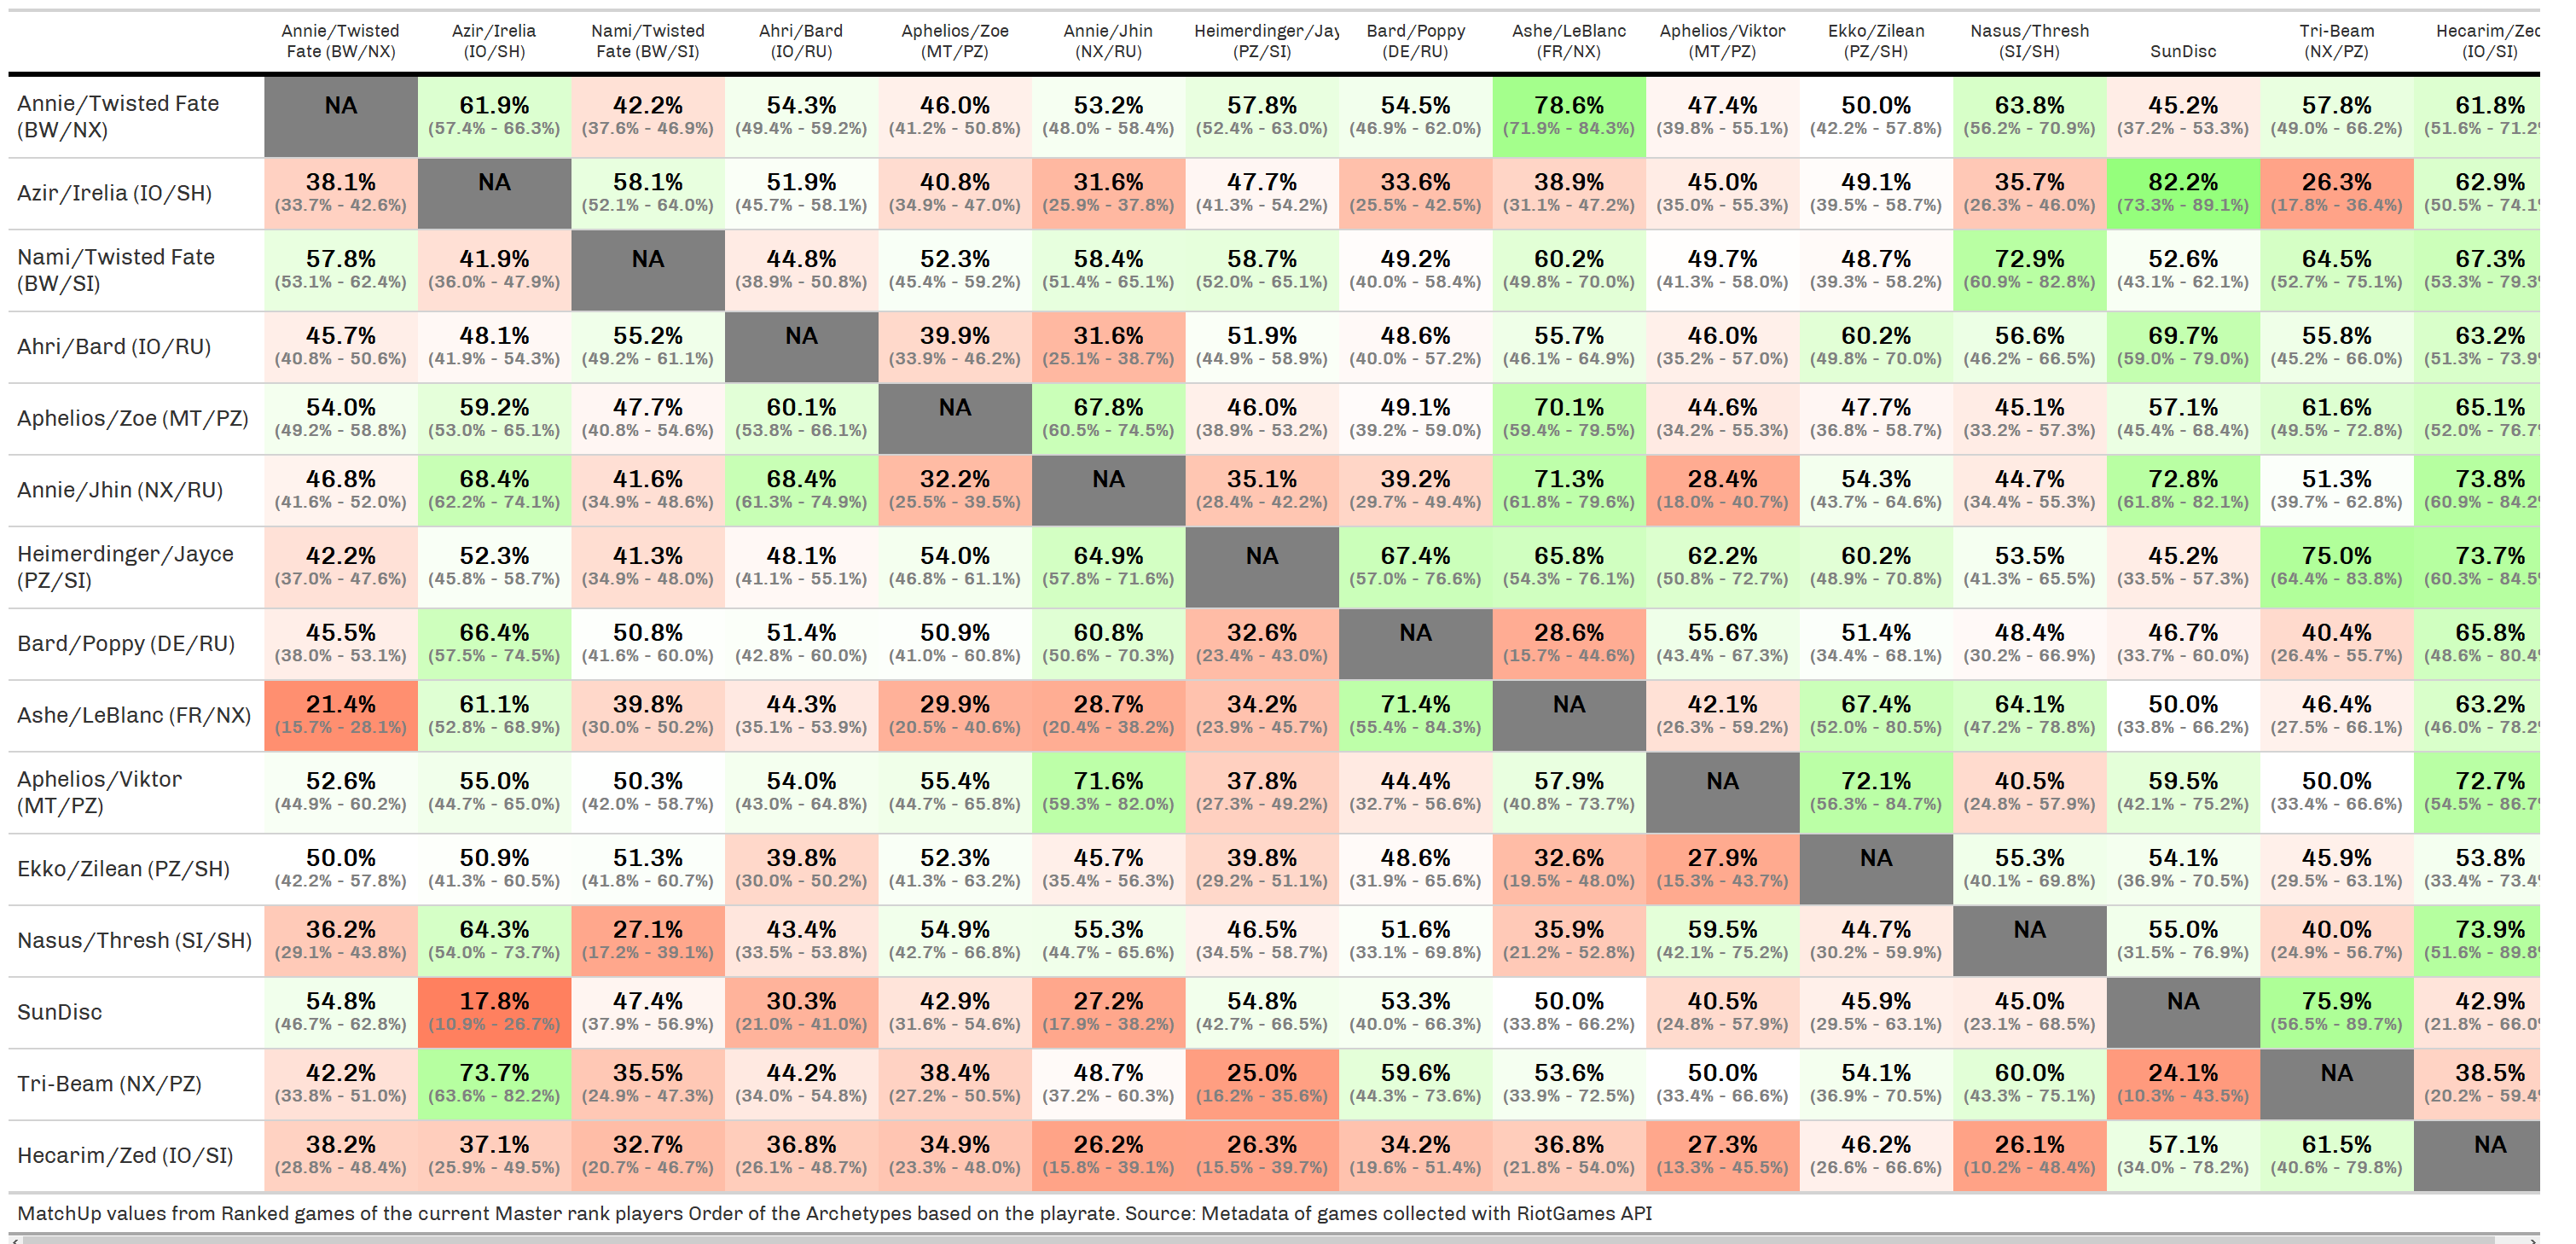 Annie/Twisted Fate (BW/NX) Azir/Irelia (IO/SH) Nami/Twisted Fate (BW/SI) Ahri/Bard (IO/RU) Aphelios/Zoe (MT/PZ) Annie/Jhin (NX/RU) Heimerdinger/Jay (PZ/SI) Bard/Poppy (DE/RU) Ashe/LeBlanc (FR/NX) Aphelios/Viktor (MT/PZ) Ekko/Zilean (PZ/SH) Nasus/Thresh (SI/SH) SunDisc Tri-Beam (NX/PZ) Hecarim/Zed (IO/SI)
Annie/Twisted Fate (BW/NX) NA 61.9% 42.2% 54.3% 46.0% 53.2% 57.8% 54.5% 78.6% 47.4% 50.0% 63.8% 45.2% 57.8% 61.8%
(57.4% - 66.3%) (37.6% - 46.9%) (49.4% - 59.2%) (41.2% - 50.8%) (48.0% - 58.4%) (52.4% - 63.0%) (46.9% - 62.0%) (71.9% - 84.3%) (39.8% - 55.1%) (42.2% - 57.8%) (56.2% - 70.9%) (37.2% - 53.3%) (49.0% - 66.2%) (51.6% - 71.2%
Azir/Irelia (IO/SH) 38.1% NA 58.1% 51.9% 40.8% 31.6% 47.7% 33.6% 38.9% 45.0% 49.1% 35.7% 82.2% 26.3% 62.9%
(33.7% - 42.6%) (52.1% - 64.0%) (45.7% - 58.1%) (34.9% - 47.0%) (25.9% - 37.8%) (41.3% - 54.2%) (25.5% - 42.5%) (31.1% - 47.2%) (35.0% - 55.3%) (39.5% - 58.7%) (26.3% - 46.0%) (73.3% - 89.1%) (17.8% - 36.4%) (50.5% - 74.1%
Nami/Twisted Fate (BW/SI) 57.8% 41.9% NA 44.8% 52.3% 58.4% 58.7% 49.2% 60.2% 49.7% 48.7% 72.9% 52.6% 64.5% 67.3%
(53.1% - 62.4%) (36.0% - 47.9%) (38.9% - 50.8%) (45.4% - 59.2%) (51.4% - 65.1%) (52.0% - 65.1%) (40.0% - 58.4%) (49.8% - 70.0%) (41.3% - 58.0%) (39.3% - 58.2%) (60.9% - 82.8%) (43.1% - 62.1%) (52.7% - 75.1%) (53.3% - 79.3%
Ahri/Bard (IO/RU) 45.7% 48.1% 55.2% NA 39.9% 31.6% 51.9% 48.6% 55.7% 46.0% 60.2% 56.6% 69.7% 55.8% 63.2%
(40.8% - 50.6%) (41.9% - 54.3%) (49.2% - 61.1%) (33.9% - 46.2%) (25.1% - 38.7%) (44.9% - 58.9%) (40.0% - 57.2%) (46.1% - 64.9%) (35.2% - 57.0%) (49.8% - 70.0%) (46.2% - 66.5%) (59.0% - 79.0%) (45.2% - 66.0%) (51.3% - 73.9%
Aphelios/Zoe (MT/PZ) 54.0% 59.2% 47.7% 60.1% NA 67.8% 46.0% 49.1% 70.1% 44.6% 47.7% 45.1% 57.1% 61.6% 65.1%
(49.2% - 58.8%) (53.0% - 65.1%) (40.8% - 54.6%) (53.8% - 66.1%) (60.5% - 74.5%) (38.9% - 53.2%) (39.2% - 59.0%) (59.4% - 79.5%) (34.2% - 55.3%) (36.8% - 58.7%) (33.2% - 57.3%) (45.4% - 68.4%) (49.5% - 72.8%) (52.0% - 76.7%
Annie/Jhin (NX/RU) 46.8% 68.4% 41.6% 68.4% 32.2% NA 35.1% 39.2% 71.3% 28.4% 54.3% 44.7% 72.8% 51.3% 73.8%
(41.6% - 52.0%) (62.2% - 74.1%) (34.9% - 48.6%) (61.3% - 74.9%) (25.5% - 39.5%) (28.4% - 42.2%) (29.7% - 49.4%) (61.8% - 79.6%) (18.0% - 40.7%) (43.7% - 64.6%) (34.4% - 55.3%) (61.8% - 82.1%) (39.7% - 62.8%) (60.9% - 84.2%
Heimerdinger/Jayce (PZ/SI) 42.2% 52.3% 41.3% 48.1% 54.0% 64.9% NA 67.4% 65.8% 62.2% 60.2% 53.5% 45.2% 75.0% 73.7%
(37.0% - 47.6%) (45.8% - 58.7%) (34.9% - 48.0%) (41.1% - 55.1%) (46.8% - 61.1%) (57.8% - 71.6%) (57.0% - 76.6%) (54.3% - 76.1%) (50.8% - 72.7%) (48.9% - 70.8%) (41.3% - 65.5%) (33.5% - 57.3%) (64.4% - 83.8%) (60.3% - 84.5%
Bard/Poppy (DE/RU) 45.5% 66.4% 50.8% 51.4% 50.9% 60.8% 32.6% NA 28.6% 55.6% 51.4% 48.4% 46.7% 40.4% 65.8%
(38.0% - 53.1%) (57.5% - 74.5%) (41.6% - 60.0%) (42.8% - 60.0%) (41.0% - 60.8%) (50.6% - 70.3%) (23.4% - 43.0%) (15.7% - 44.6%) (43.4% - 67.3%) (34.4% - 68.1%) (30.2% - 66.9%) (33.7% - 60.0%) (26.4% - 55.7%) (48.6% - 80.4%
Ashe/LeBlanc (FR/NX) 21.4% 61.1% 39.8% 44.3% 29.9% 28.7% 34.2% 71.4% NA 42.1% 67.4% 64.1% 50.0% 46.4% 63.2%
(15.7% - 28.1%) (52.8% - 68.9%) (30.0% - 50.2%) (35.1% - 53.9%) (20.5% - 40.6%) (20.4% - 38.2%) (23.9% - 45.7%) (55.4% - 84.3%) (26.3% - 59.2%) (52.0% - 80.5%) (47.2% - 78.8%) (33.8% - 66.2%) (27.5% - 66.1%) (46.0% - 78.2%
Aphelios/Viktor (MT/PZ) 52.6% 55.0% 50.3% 54.0% 55.4% 71.6% 37.8% 44.4% 57.9% NA 72.1% 40.5% 59.5% 50.0% 72.7%
(44.9% - 60.2%) (44.7% - 65.0%) (42.0% - 58.7%) (43.0% - 64.8%) (44.7% - 65.8%) (59.3% - 82.0%) (27.3% - 49.2%) (32.7% - 56.6%) (40.8% - 73.7%) (56.3% - 84.7%) (24.8% - 57.9%) (42.1% - 75.2%) (33.4% - 66.6%) (54.5% - 86.7%
Ekko/Zilean (PZ/SH) 50.0% 50.9% 51.3% 39.8% 52.3% 45.7% 39.8% 48.6% 32.6% 27.9% NA 55.3% 54.1% 45.9% 53.8%
(42.2% - 57.8%) (41.3% - 60.5%) (41.8% - 60.7%) (30.0% - 50.2%) (41.3% - 63.2%) (35.4% - 56.3%) (29.2% - 51.1%) (31.9% - 65.6%) (19.5% - 48.0%) (15.3% - 43.7%) (40.1% - 69.8%) (36.9% - 70.5%) (29.5% - 63.1%) (33.4% - 73.4%
Nasus/Thresh (SI/SH) 36.2% 64.3% 27.1% 43.4% 54.9% 55.3% 46.5% 51.6% 35.9% 59.5% 44.7% NA 55.0% 40.0% 73.9%
(29.1% - 43.8%) (54.0% - 73.7%) (17.2% - 39.1%) (33.5% - 53.8%) (42.7% - 66.8%) (44.7% - 65.6%) (34.5% - 58.7%) (33.1% - 69.8%) (21.2% - 52.8%) (42.1% - 75.2%) (30.2% - 59.9%) (31.5% - 76.9%) (24.9% - 56.7%) (51.6% - 89.8%
SunDisc 54.8% 17.8% 47.4% 30.3% 42.9% 27.2% 54.8% 53.3% 50.0% 40.5% 45.9% 45.0% NA 75.9% 42.9%
(46.7% - 62.8%) (10.9% - 26.7%) (37.9% - 56.9%) (21.0% - 41.0%) (31.6% - 54.6%) (17.9% - 38.2%) (42.7% - 66.5%) (40.0% - 66.3%) (33.8% - 66.2%) (24.8% - 57.9%) (29.5% - 63.1%) (23.1% - 68.5%) (56.5% - 89.7%) (21.8% - 66.0%
Tri-Beam (NX/PZ) 42.2% 73.7% 35.5% 44.2% 38.4% 48.7% 25.0% 59.6% 53.6% 50.0% 54.1% 60.0% 24.1% NA 38.5%
(33.8% - 51.0%) (63.6% - 82.2%) (24.9% - 47.3%) (34.0% - 54.8%) (27.2% - 50.5%) (37.2% - 60.3%) (16.2% - 35.6%) (44.3% - 73.6%) (33.9% - 72.5%) (33.4% - 66.6%) (36.9% - 70.5%) (43.3% - 75.1%) (10.3% - 43.5%) (20.2% - 59.4%
Hecarim/Zed (IO/SI) 38.2% 37.1% 32.7% 36.8% 34.9% 26.2% 26.3% 34.2% 36.8% 27.3% 46.2% 26.1% 57.1% 61.5% NA
(28.8% - 48.4%) (25.9% - 49.5%) (20.7% - 46.7%) (26.1% - 48.7%) (23.3% - 48.0%) (15.8% - 39.1%) (15.5% - 39.7%) (19.6% - 51.4%) (21.8% - 54.0%) (13.3% - 45.5%) (26.6% - 66.6%) (10.2% - 48.4%) (34.0% - 78.2%) (40.6% - 79.8%)
MatchUp values from Ranked games of the current Master rank players Order of the Archetypes based on the playrate. Source: Metadata of games collected with RiotGames API